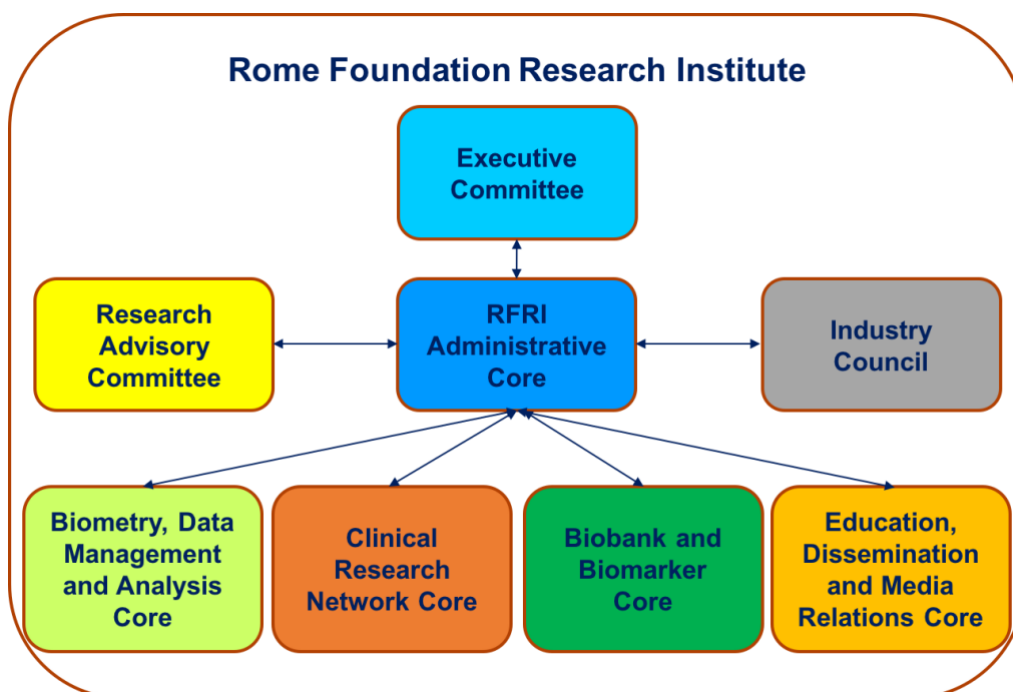 Rome Foundation Research Institute
Executive
Committee
Research
Advisory
Committee
RFRI
Administrative
Core
Industry
Council
Biometry, Data
Management
and Analysis
Core
Clinical
Research
Network Core
Biobank and
Biomarker
Core
Education,
Dissemination
and Media
Relations Core